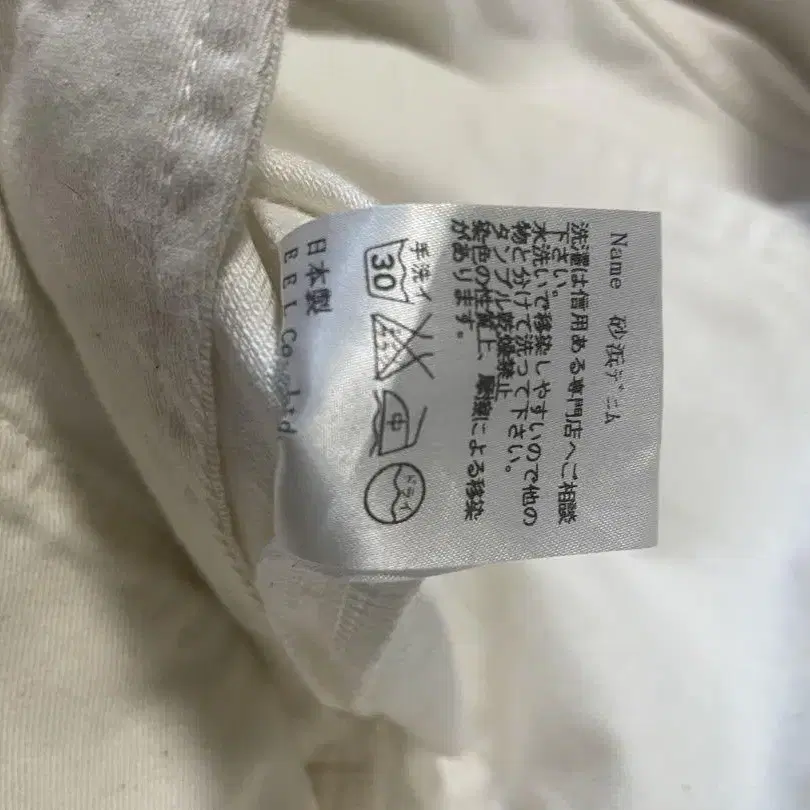 Name 砂浜デニム
洗濯は信用ある専門店へご相談
下さい。
水洗いで移染しやすいので他の
物と分けて洗って下さい。
タンブル乾燥禁止
染色の性質上、摩擦による移染
があります。
手洗イ
30
中
ドライ
日本製
EEL Co.,Ltd.